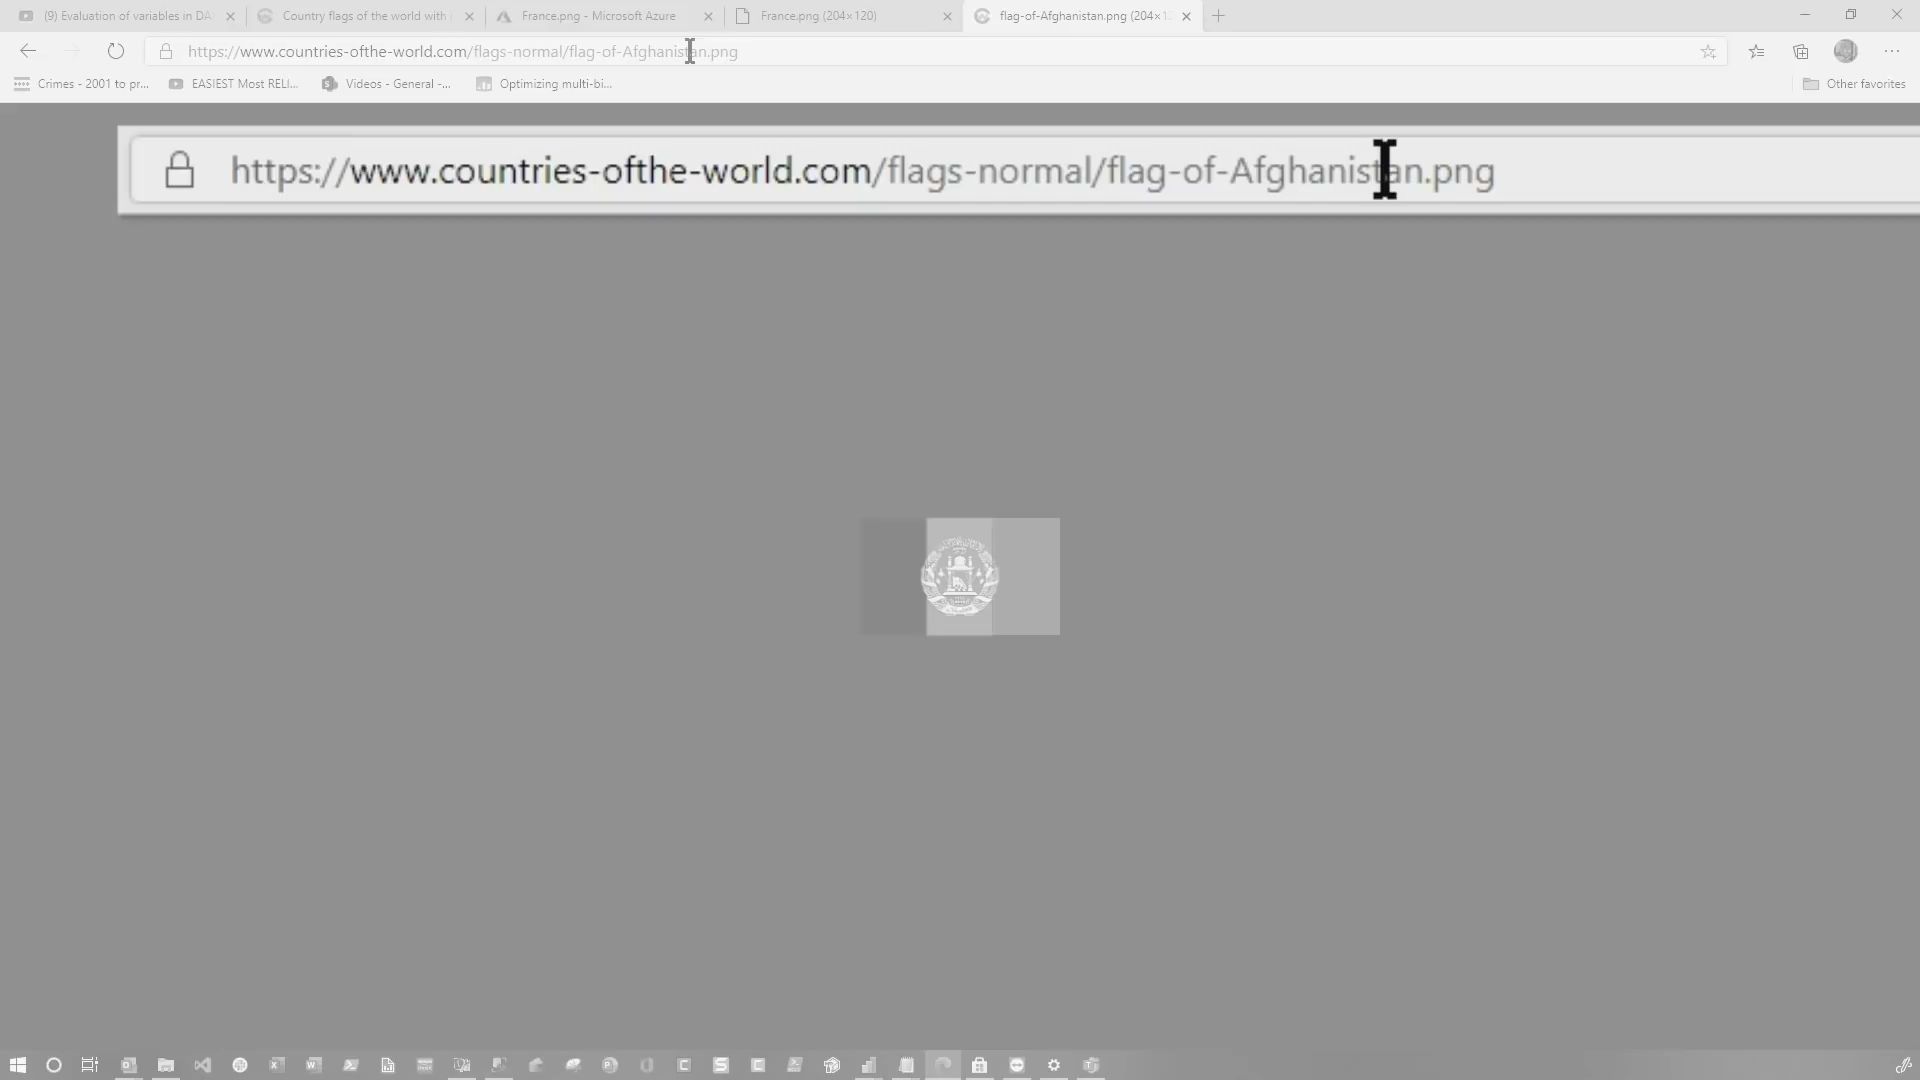 (9) Evaluation of variables in DA
Country flags of the world with
France.png - Microsoft Azure
France.png (204×120)
flag-of-Afghanistan.png (204×1
https://www.countries-ofthe-world.com/flags-normal/flag-of-Afghanistan.png
Crimes - 2001 to pr...
EASIEST Most RELI...
Videos - General -...
Optimizing multi-bi...
Other favorites
https://www.countries-ofthe-world.com/flags-normal/flag-of-Afghanistan.png